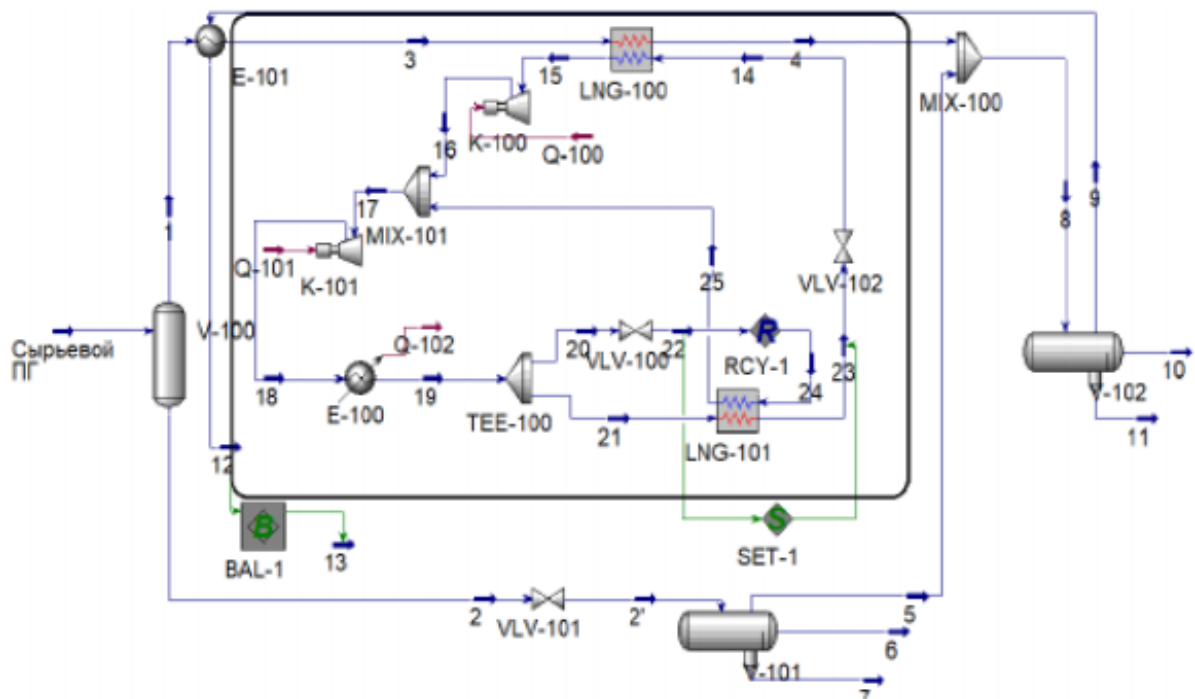 E-101
3
15
14
4
LNG-100
MIX-100
K-100
16
Q-100
8
9
1
17
MIX-101
Q-101
K-101
25
VLV-102
Сырьевой
ПГ
V-100
Q-102
20
VLV-100
22
R
RCY-1
24
23
18
E-100
19
TEE-100
21
LNG-101
V-102
10
11
12
B
BAL-1
13
S
SET-1
2
VLV-101
2'
5
6
V-101
7